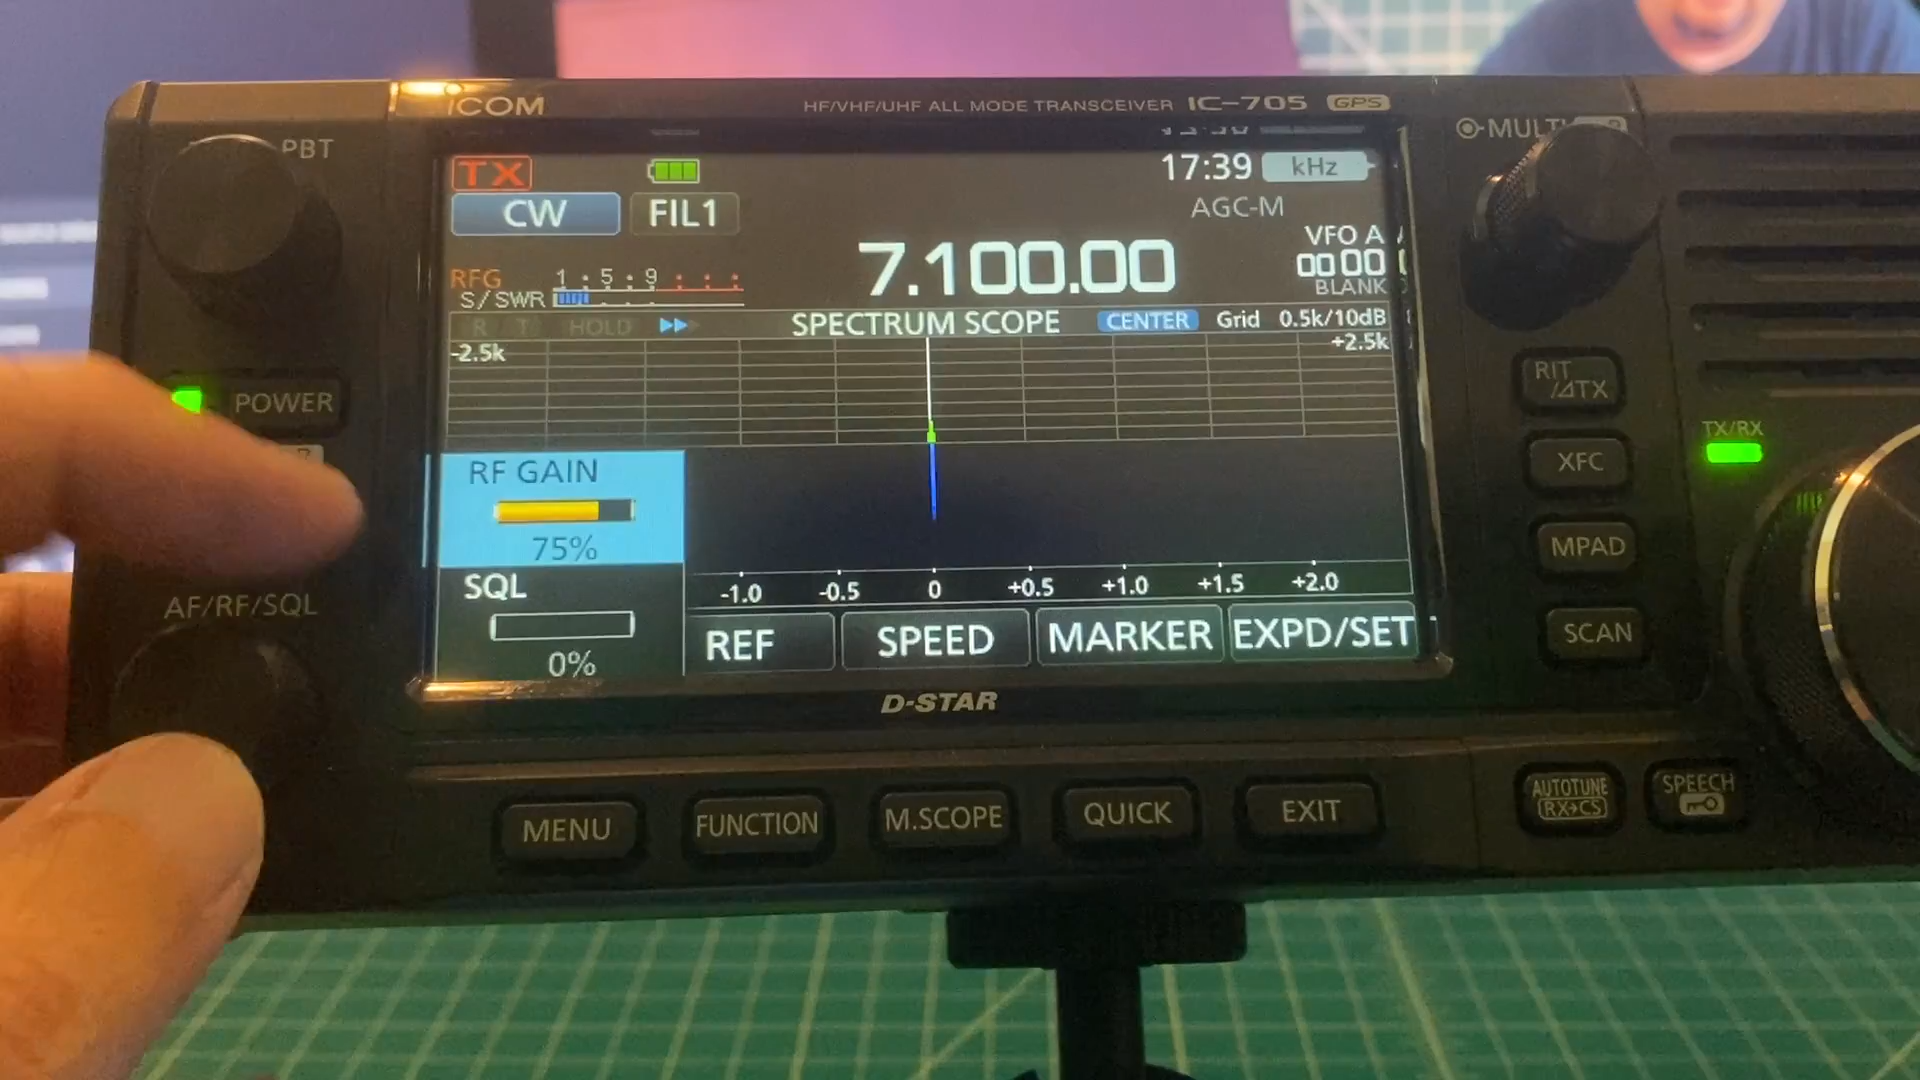 ICOM
HF/VHF/UHF ALL MODE TRANSCEIVER IC-705 GPS
PBT
MULTI
TX
17:39 kHz
CW FIL1
AGC-M
7.100.00
VFO A
00 00
BLANK
RFG 1 : 5 : 9 : : :
S/SWR
R T HOLD SPECTRUM SCOPE CENTER Grid 0.5k/10dB
-2.5k +2.5k
POWER
RF GAIN
75%
SQL
0%
-1.0 -0.5 0 +0.5 +1.0 +1.5 +2.0
REF SPEED MARKER EXPD/SET
AF/RF/SQL
D-STAR
RIT
/ΔTX
TX/RX
XFC
MPAD
SCAN
MENU FUNCTION M.SCOPE QUICK EXIT
AUTOTUNE
RX→CS
SPEECH